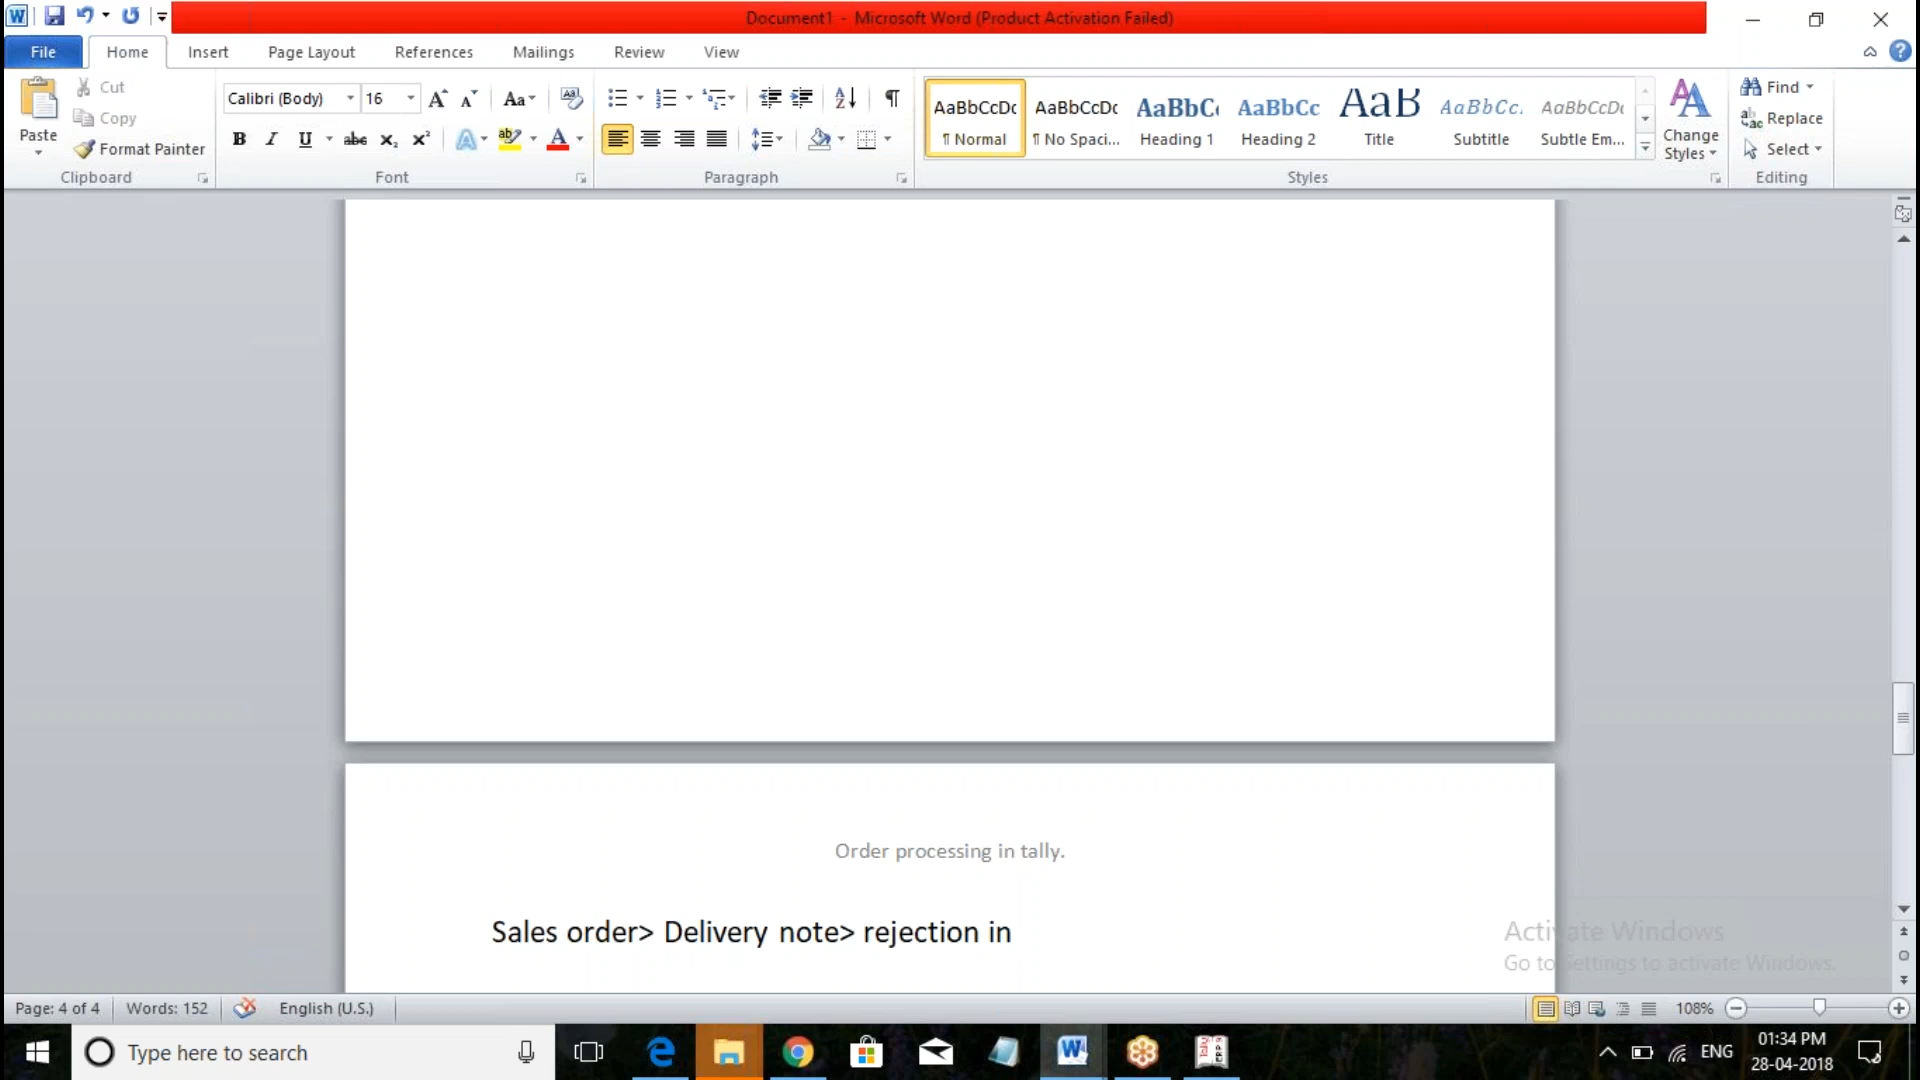 Document1 - Microsoft Word (Product Activation Failed)
File Home Insert Page Layout References Mailings Review View
Paste
Cut
Copy
Format Painter
Clipboard
Calibri (Body) 16
Font
Paragraph
AaBbCcDc AaBbCcDc AaBbC AaBbCc AaB AaBbCc. AaBbCcDc
¶ Normal ¶ No Spaci... Heading 1 Heading 2 Title Subtitle Subtle Em...
Change
Styles
Styles
Find
Replace
Select
Editing
Order processing in tally.
Sales order> Delivery note> rejection in
Activate Windows
Go to Settings to activate Windows.
Page: 4 of 4 Words: 152 English (U.S.) 108%
Type here to search
ENG
01:34 PM
28-04-2018